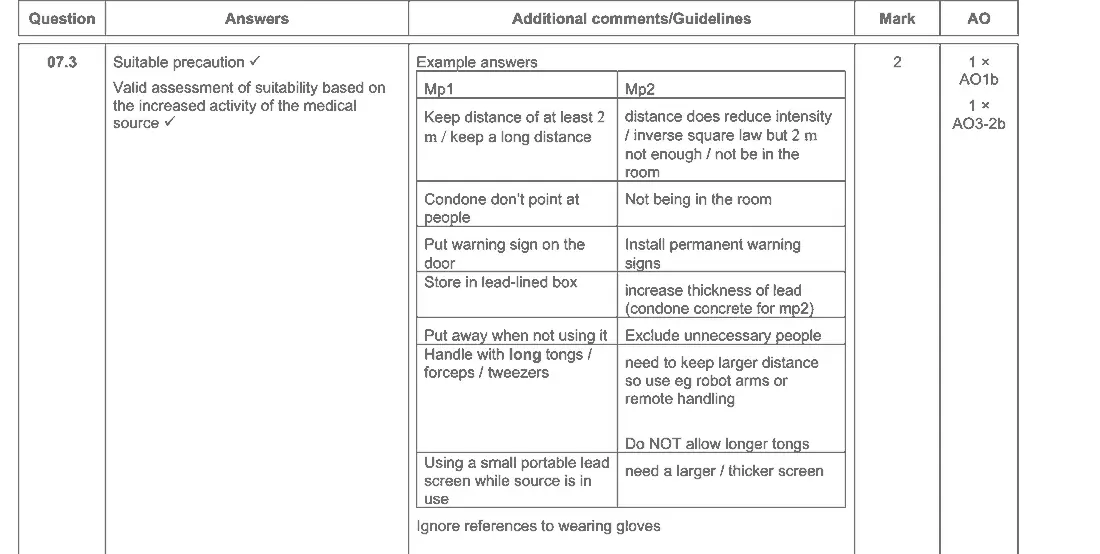 Question Answers Additional comments/Guidelines Mark AO
07.3 Suitable precaution ✓ Example answers 2 1 ×
AO1b
Valid assessment of suitability based on
the increased activity of the medical
source ✓
1 ×
AO3-2b
Mp1 Mp2
Keep distance of at least 2
m / keep a long distance
distance does reduce intensity
/ inverse square law but 2 m
not enough / not be in the
room
Condone don't point at
people
Not being in the room
Put warning sign on the
door
Install permanent warning
signs
Store in lead-lined box
increase thickness of lead
(condone concrete for mp2)
Put away when not using it Exclude unnecessary people
Handle with long tongs /
forceps / tweezers
need to keep larger distance
so use eg robot arms or
remote handling
Do NOT allow longer tongs
Using a small portable lead
screen while source is in
use
need a larger / thicker screen
Ignore references to wearing gloves